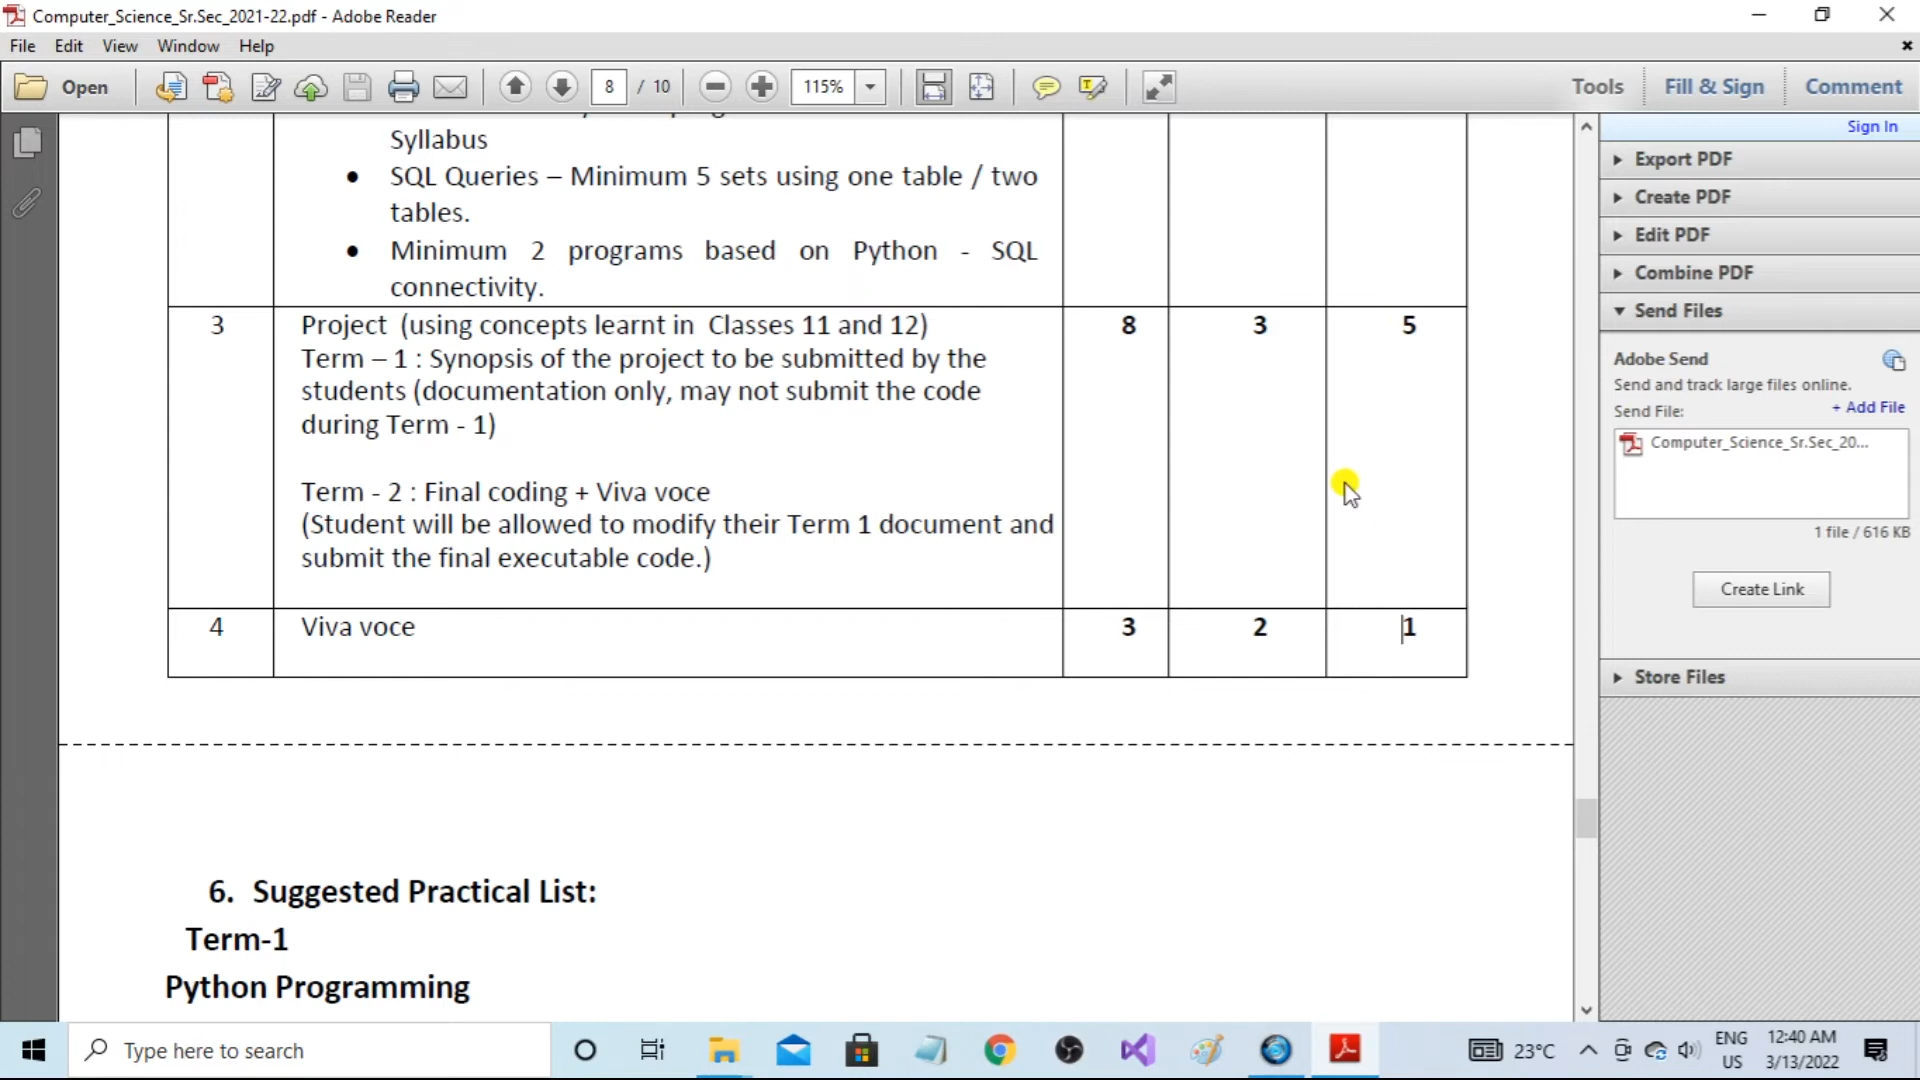 Computer_Science_Sr.Sec_2021-22.pdf - Adobe Reader
File Edit View Window Help
Open 8 / 10 115% Tools Fill & Sign Comment
Sign In
Syllabus
• SQL Queries – Minimum 5 sets using one table / two
tables.
• Minimum 2 programs based on Python - SQL
connectivity.
3 Project (using concepts learnt in Classes 11 and 12) 8 3 5
Term – 1 : Synopsis of the project to be submitted by the
students (documentation only, may not submit the code
during Term - 1)
Term - 2 : Final coding + Viva voce
(Student will be allowed to modify their Term 1 document and
submit the final executable code.)
4 Viva voce 3 2 1
6. Suggested Practical List:
Term-1
Python Programming
Export PDF
Create PDF
Edit PDF
Combine PDF
Send Files
Adobe Send
Send and track large files online.
Send File: + Add File
Computer_Science_Sr.Sec_20...
1 file / 616 KB
Create Link
Store Files
Type here to search
23°C
ENG
US
12:40 AM
3/13/2022